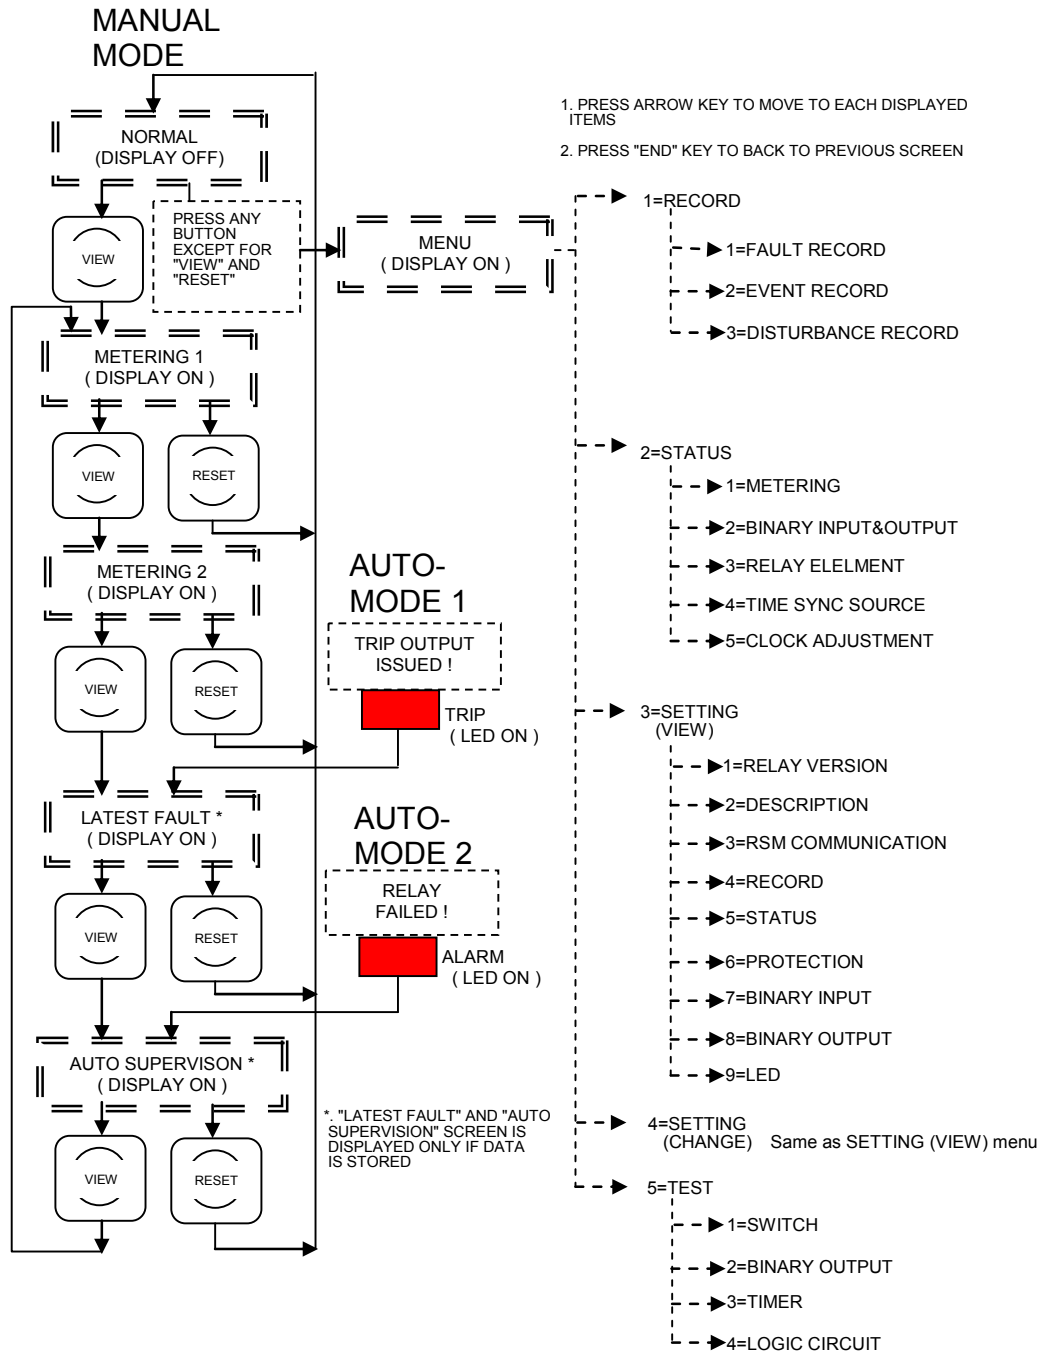 MANUAL
MODE
NORMAL
(DISPLAY OFF)
VIEW
PRESS ANY
BUTTON
EXCEPT FOR
"VIEW" AND
"RESET"
METERING 1
( DISPLAY ON )
VIEW
RESET
METERING 2
( DISPLAY ON )
VIEW
RESET
LATEST FAULT *
( DISPLAY ON )
VIEW
RESET
AUTO SUPERVISON *
( DISPLAY ON )
VIEW
RESET
AUTO-
MODE 1
TRIP OUTPUT
ISSUED !
TRIP
( LED ON )
AUTO-
MODE 2
RELAY
FAILED !
ALARM
( LED ON )
*. "LATEST FAULT" AND "AUTO
SUPERVISION" SCREEN IS
DISPLAYED ONLY IF DATA
IS STORED
MENU
( DISPLAY ON )
1. PRESS ARROW KEY TO MOVE TO EACH DISPLAYED
ITEMS
2. PRESS "END" KEY TO BACK TO PREVIOUS SCREEN
1=RECORD
1=FAULT RECORD
2=EVENT RECORD
3=DISTURBANCE RECORD
2=STATUS
1=METERING
2=BINARY INPUT&OUTPUT
3=RELAY ELELMENT
4=TIME SYNC SOURCE
5=CLOCK ADJUSTMENT
3=SETTING
(VIEW)
1=RELAY VERSION
2=DESCRIPTION
3=RSM COMMUNICATION
4=RECORD
5=STATUS
6=PROTECTION
7=BINARY INPUT
8=BINARY OUTPUT
9=LED
4=SETTING
(CHANGE) Same as SETTING (VIEW) menu
5=TEST
1=SWITCH
2=BINARY OUTPUT
3=TIMER
4=LOGIC CIRCUIT